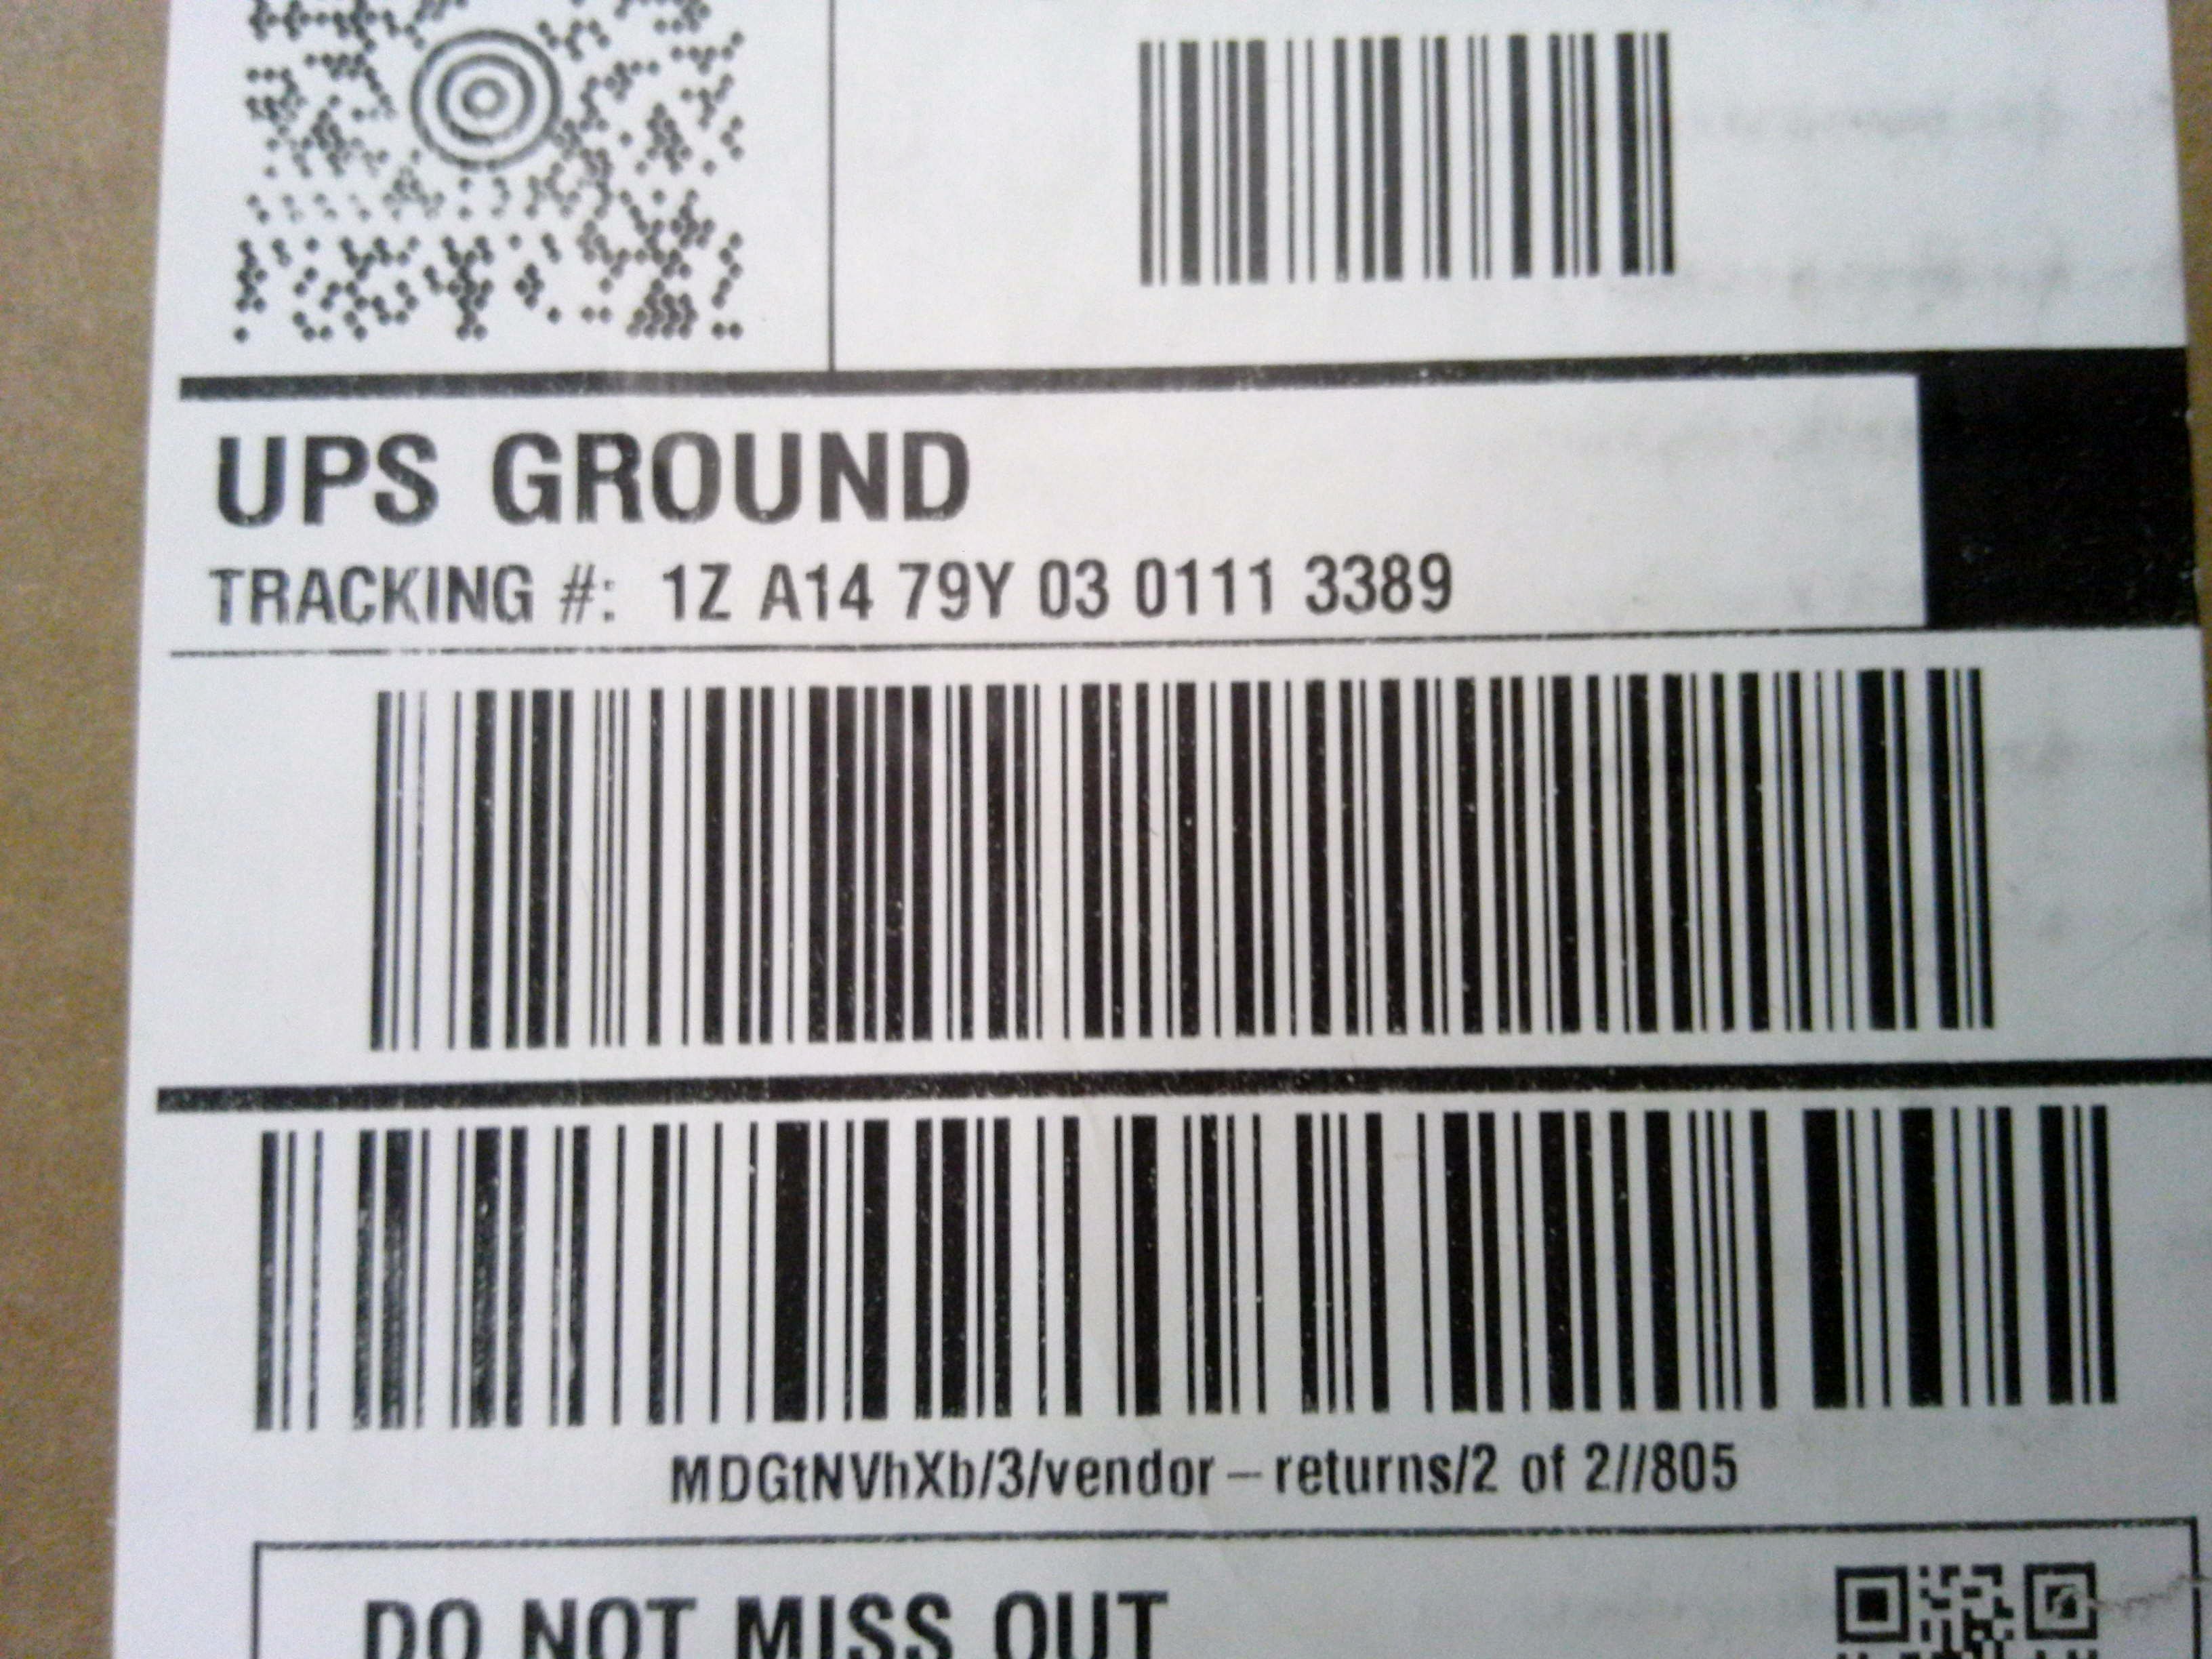 UPS GROUND
TRACKING #: 1Z A14 79Y 03 0111 3389
MDGtNVhXb/3/vendor-returns/2 of 2//805
DO NOT MISS OUT